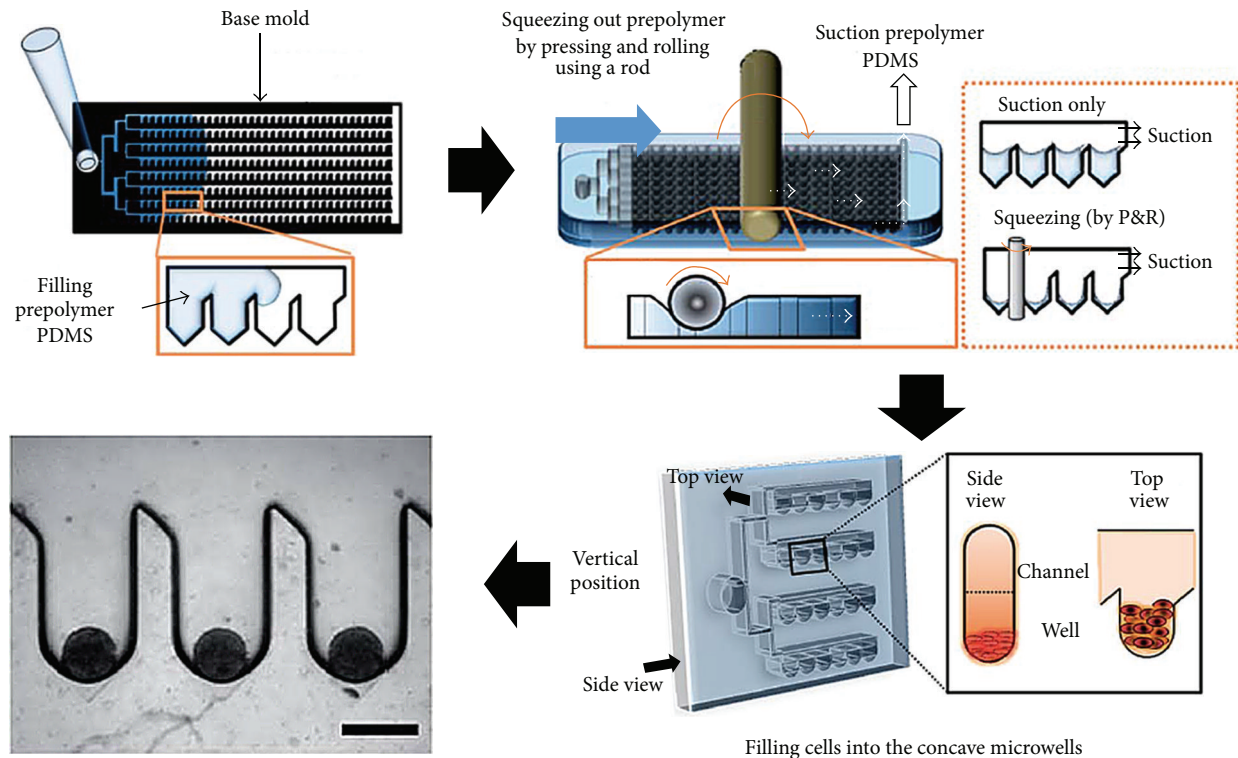 Base mold
Filling
prepolymer
PDMS
Squeezing out prepolymer
by pressing and rolling
using a rod
Suction prepolymer
PDMS
Suction only
Suction
Squeezing (by P&R)
Suction
Top view
Side view
Vertical
position
Side
view
Top
view
Channel
Well
Filling cells into the concave microwells